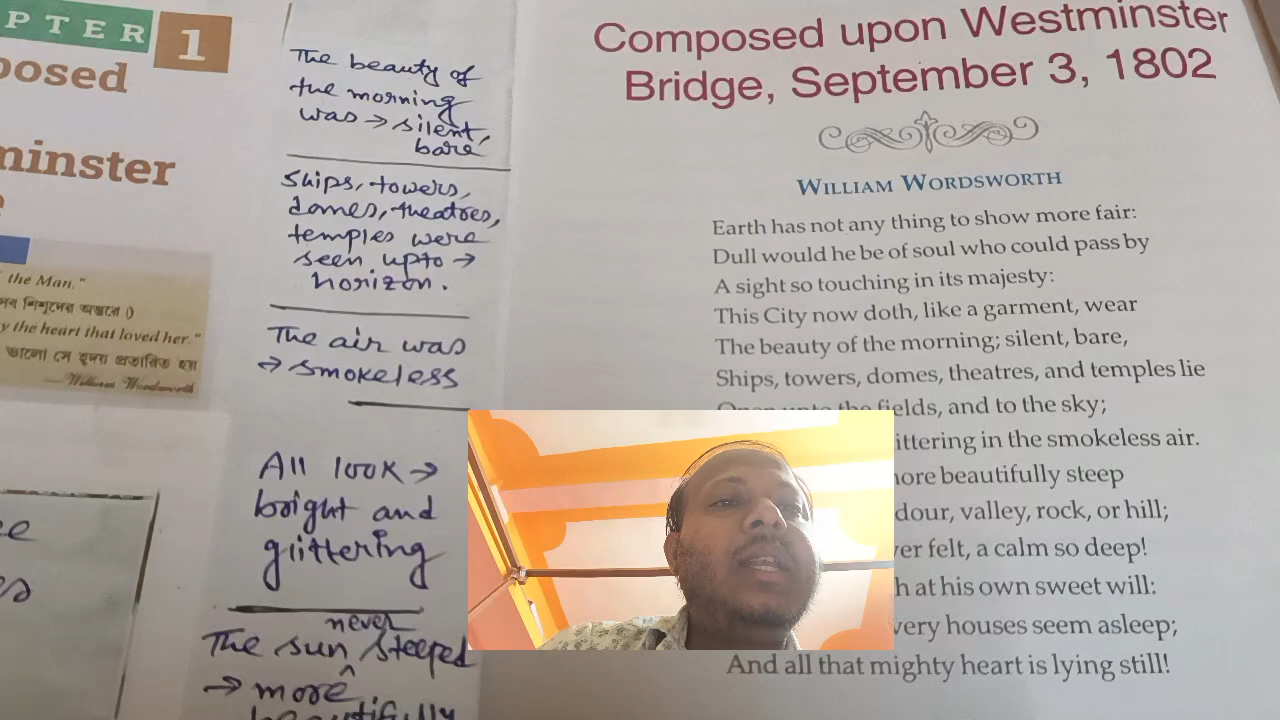 PTER 1
posed
minster
the Man."
y the heart that loved her."
ভালো সে হৃদয় প্রতারিত হয়
—William Wordsworth
The beauty of
the morning
was → silent,
bare
Ships, towers,
domes, theatres,
temples were
seen upto →
horizon.
The air was
→ smokeless
All look →
bright and
glittering
never
The sun ^ steeped
→ more
beautifully
Composed upon Westminster
Bridge, September 3, 1802
WILLIAM WORDSWORTH
Earth has not any thing to show more fair:
Dull would he be of soul who could pass by
A sight so touching in its majesty:
This City now doth, like a garment, wear
The beauty of the morning; silent, bare,
Ships, towers, domes, theatres, and temples lie
Open unto the fields, and to the sky;
ittering in the smokeless air.
ore beautifully steep
dour, valley, rock, or hill;
er felt, a calm so deep!
h at his own sweet will:
very houses seem asleep;
And all that mighty heart is lying still!